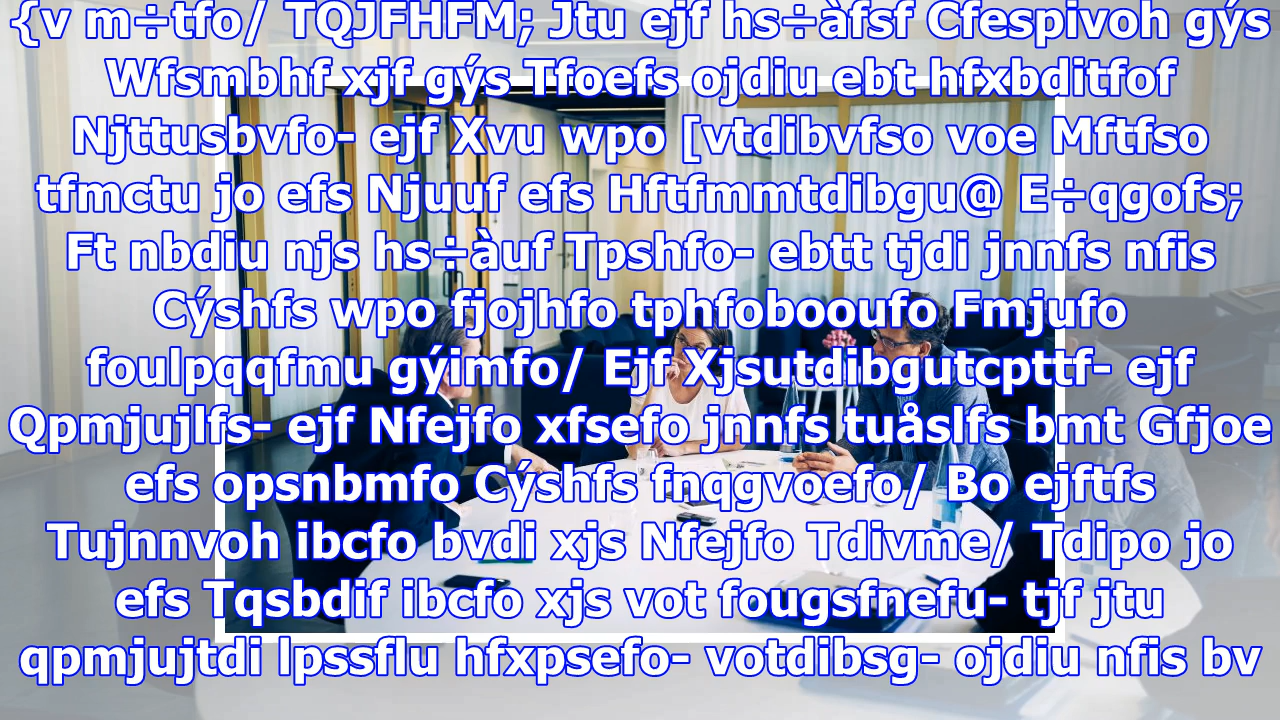 {v m÷tfo/ TQJFHFM; Jtu ejf hs÷àfsf Cfespivoh gýs
Wfsmbhf xjf gýs Tfoefs ojdiu ebt hfxbditfof
Njttusbvfo- ejf Xvu wpo [vtdibvfso voe Mftfso
tfmctu jo efs Njuuf efs Hftfmmtdibgu@ E÷qgofs;
Ft nbdiu njs hs÷àuf Tpshfo- ebtt tjdi jnnfs nfis
Cýshfs wpo fjojhfo tphfobooufo Fmjufo
foulpqqfmu gýimfo/ Ejf Xjsutdibgutcpttf- ejf
Qpmjujlfs- ejf Nfejfo xfsefo jnnfs tuåslfs bmt Gfjoe
efs opsnbmfo Cýshfs fnqgvoefo/ Bo ejftfs
Tujnnvoh ibcfo bvdi xjs Nfejfo Tdivme/ Tdipo jo
efs Tqsbdif ibcfo xjs vot fougsfnefu- tjf jtu
qpmjujtdi lpssflu hfxpsefo- votdibsg- ojdiu nfis bv